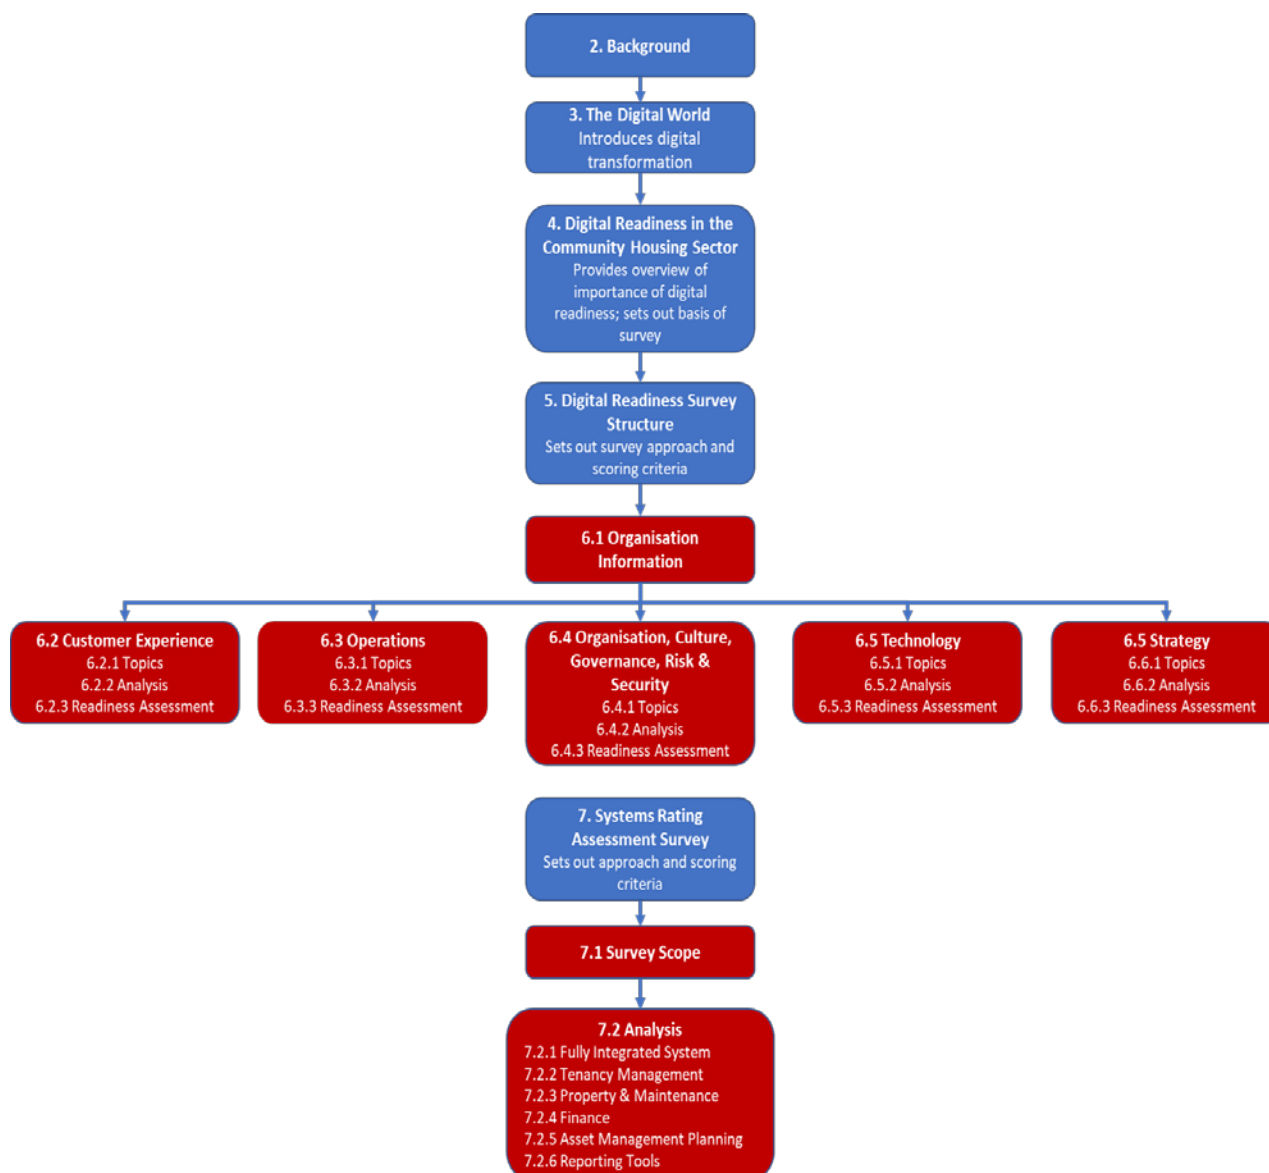 2. Background
3. The Digital World
Introduces digital
transformation
4. Digital Readiness in the
Community Housing Sector
Provides overview of
importance of digital
readiness; sets out basis of
survey
5. Digital Readiness Survey
Structure
Sets out survey approach and
scoring criteria
6.1 Organisation
Information
6.2 Customer Experience
6.2.1 Topics
6.2.2 Analysis
6.2.3 Readiness Assessment
6.3 Operations
6.3.1 Topics
6.3.2 Analysis
6.3.3 Readiness Assessment
6.4 Organisation, Culture,
Governance, Risk &
Security
6.4.1 Topics
6.4.2 Analysis
6.4.3 Readiness Assessment
6.5 Technology
6.5.1 Topics
6.5.2 Analysis
6.5.3 Readiness Assessment
6.5 Strategy
6.6.1 Topics
6.6.2 Analysis
6.6.3 Readiness Assessment
7. Systems Rating
Assessment Survey
Sets out approach and scoring
criteria
7.1 Survey Scope
7.2 Analysis
7.2.1 Fully Integrated System
7.2.2 Tenancy Management
7.2.3 Property & Maintenance
7.2.4 Finance
7.2.5 Asset Management Planning
7.2.6 Reporting Tools